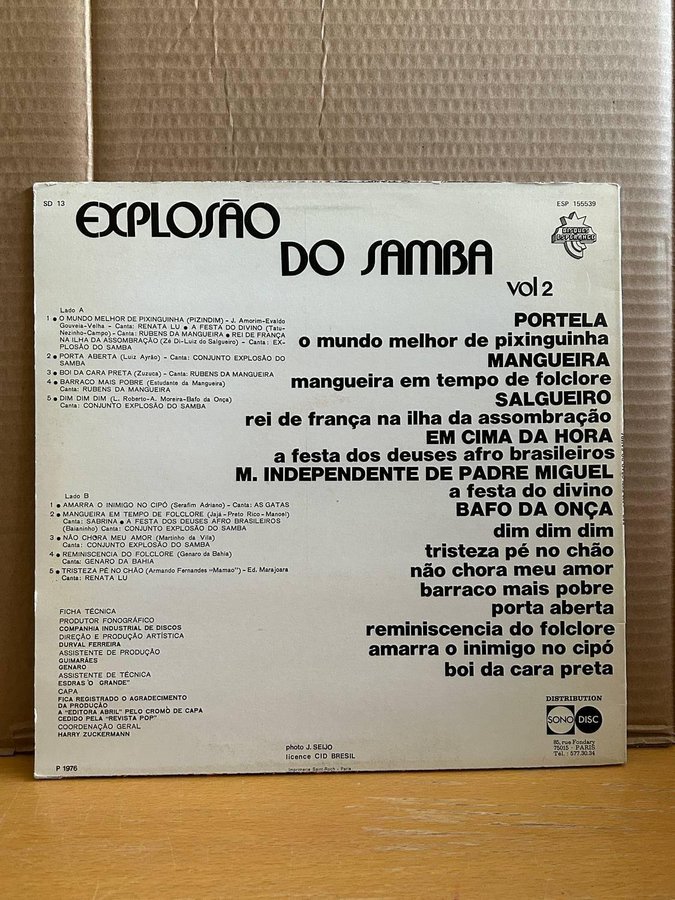 SD 13
ESP 155539
EXPLOSÃO
DO SAMBA
vol 2
DISQUES
ESPERANCE
Lado A
1 ● O MUNDO MELHOR DE PIXINGUINHA (PIZINDIM) - J. Amorim-Evaldo
Gouveia-Velha - Canta: RENATA LU ● A FESTA DO DIVINO (Tatu-
Nezinho-Campo) - Canta: RUBENS DA MANGUEIRA ● REI DE FRANÇA
NA ILHA DA ASSOMBRAÇÃO (Zé Di-Luiz do Salgueiro) - Canta : EX-
PLOSÃO DO SAMBA
2 ● PORTA ABERTA (Luiz Ayrão) - Canta: CONJUNTO EXPLOSÃO DO
SAMBA
3 ● BOI DA CARA PRETA (Zuzuca) - Canta: RUBENS DA MANGUEIRA
4 ● BARRACO MAIS POBRE (Estudante da Mangueira)
Canta: RUBENS DA MANGUEIRA
5 ● DIM DIM DIM (L. Roberto-A. Moreira-Bafo da Onça)
Canta: CONJUNTO EXPLOSÃO DO SAMBA
Lado B
1 ● AMARRA O INIMIGO NO CIPÓ (Serafim Adriano) - Canta: AS GATAS
2 ● MANGUEIRA EM TEMPO DE FOLCLORE (Jajá-Preto Rico-Manoel)
Canta: SABRINA ● A FESTA DOS DEUSES AFRO BRASILEIROS
(Baianinho) Canta: CONJUNTO EXPLOSÃO DO SAMBA
3 ● NÃO CHORA MEU AMOR (Martinho da Vila)
Canta: CONJUNTO EXPLOSÃO DO SAMBA
4 ● REMINISCENCIA DO FOLCLORE (Genaro da Bahia)
Canta: GENARO DA BAHIA
5 ● TRISTEZA PÉ NO CHÃO (Armando Fernandes "Mamao") - Ed. Marajoara
Canta: RENATA LU
FICHA TÉCNICA
PRODUTOR FONOGRÁFICO
COMPANHIA INDUSTRIAL DE DISCOS
DIREÇÃO E PRODUÇÃO ARTÍSTICA
DURVAL FERREIRA
ASSISTENTE DE PRODUÇÃO
GUIMARÃES
GENARO
ASSISTENTE DE TÉCNICA
ESDRAS O GRANDE"
CAPA
FICA REGISTRADO O AGRADECIMENTO
DA PRODUÇÃO
A "EDITORA ABRIL" PELO CROMO DE CAPA
CEDIDO PELA "REVISTA POP"
COORDENAÇÃO GERAL
HARRY ZUCKERMANN
P 1976
PORTELA
o mundo melhor de pixinguinha
MANGUEIRA
mangueira em tempo de folclore
SALGUEIRO
rei de frança na ilha da assombração
EM CIMA DA HORA
a festa dos deuses afro brasileiros
M. INDEPENDENTE DE PADRE MIGUEL
a festa do divino
BAFO DA ONÇA
dim dim dim
tristeza pé no chão
não chora meu amor
barraco mais pobre
porta aberta
reminiscencia do folclore
amarra o inimigo no cipó
boi da cara preta
photo J. SEIJO
licence CID BRESIL
Imprimerie Saint-Roch - Paris
DISTRIBUTION
SONO DISC
85, rue Fondary
75015 - PARIS
Tél. : 577.30.34